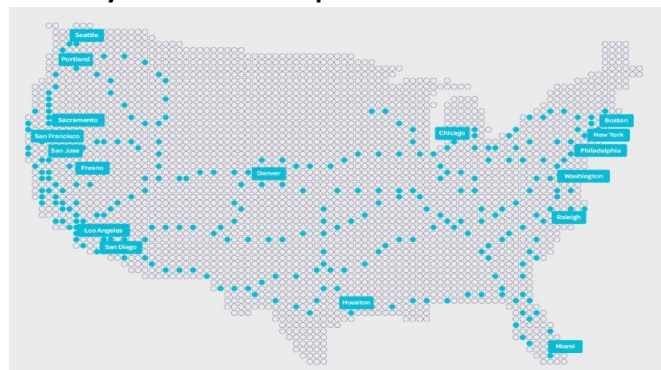 Seattle
Portland
Sacramento
San Francisco
San Jose
Fresno
Los Angeles
San Diego
Denver
Chicago
Houston
Boston
New York
Philadelphia
Washington
Raleigh
Miami